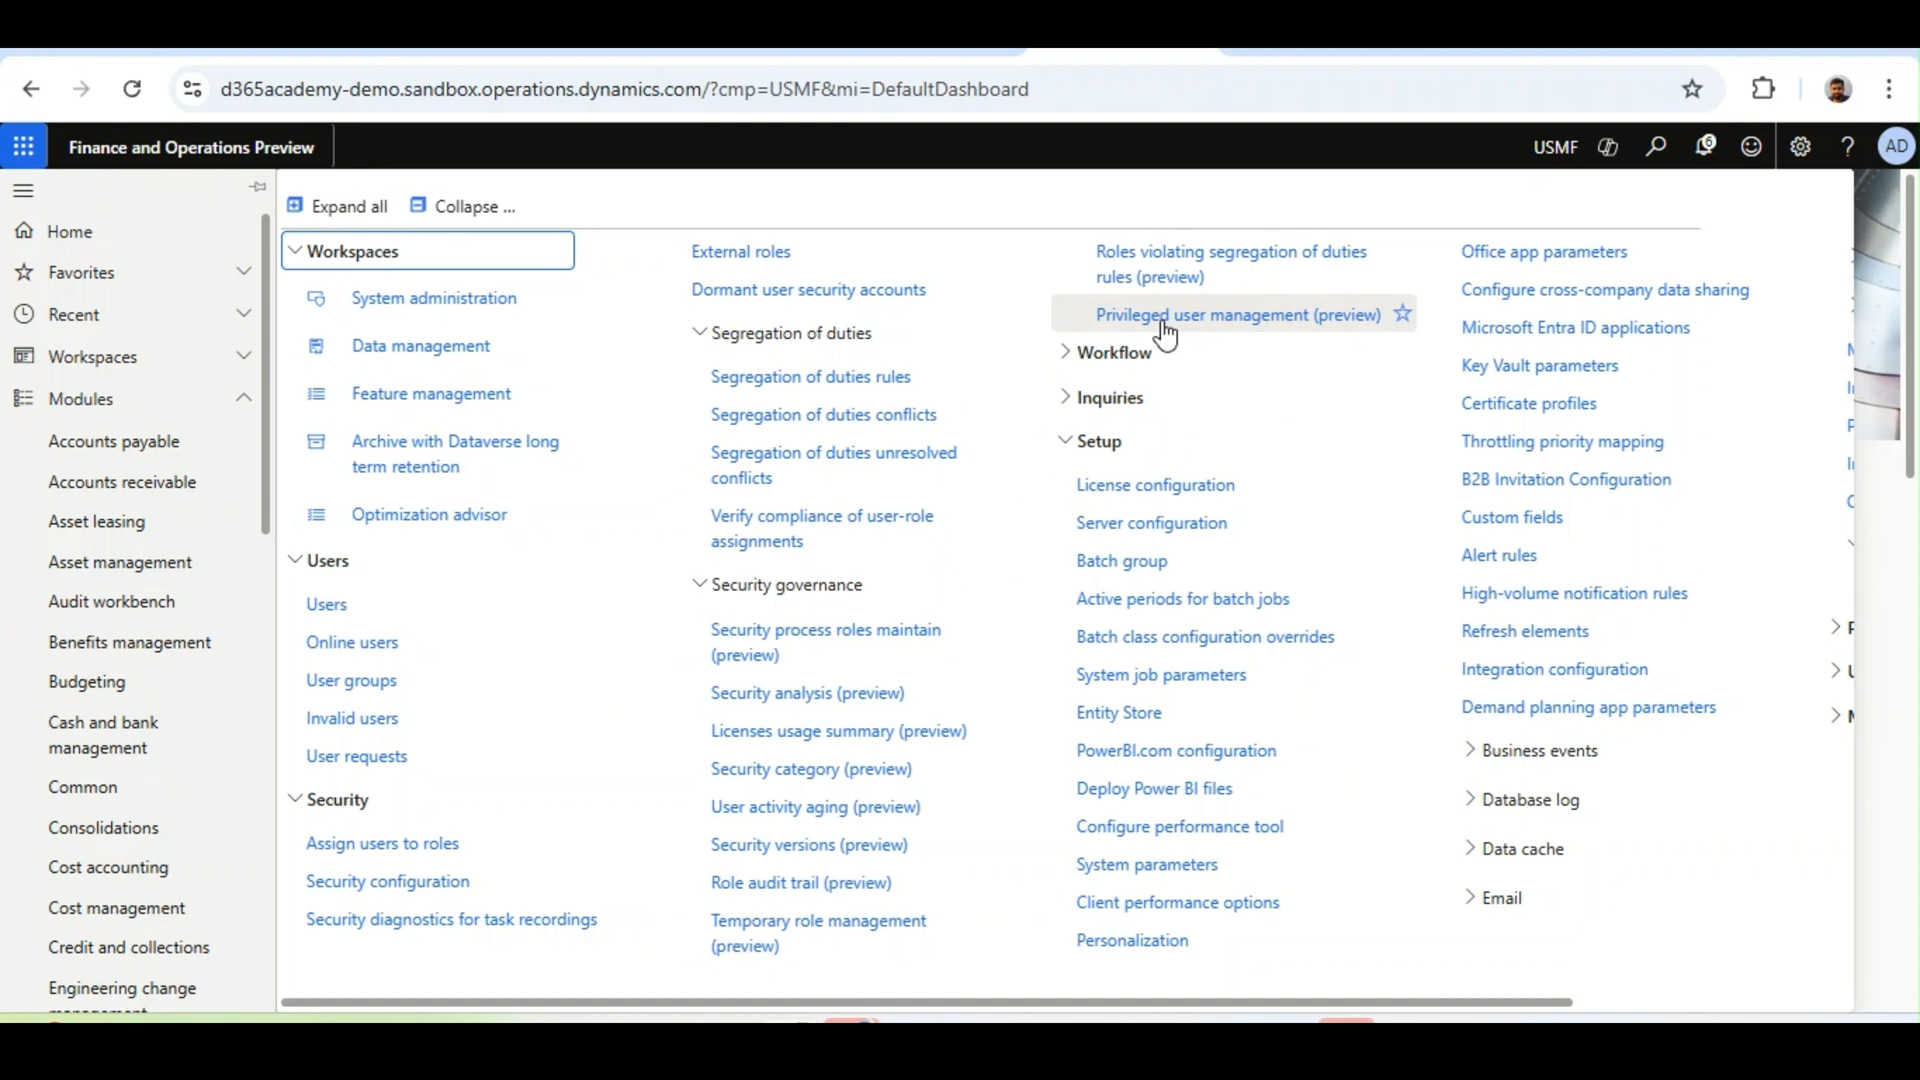 d365academy-demo.sandbox.operations.dynamics.com/?cmp=USMF&mi=DefaultDashboard
Finance and Operations Preview
USMF
6
AD
Home
Favorites
Recent
Workspaces
Modules
Accounts payable
Accounts receivable
Asset leasing
Asset management
Audit workbench
Benefits management
Budgeting
Cash and bank
management
Common
Consolidations
Cost accounting
Cost management
Credit and collections
Engineering change
Expand all
Collapse ...
Workspaces
System administration
Data management
Feature management
Archive with Dataverse long
term retention
Optimization advisor
Users
Users
Online users
User groups
Invalid users
User requests
Security
Assign users to roles
Security configuration
Security diagnostics for task recordings
External roles
Dormant user security accounts
Segregation of duties
Segregation of duties rules
Segregation of duties conflicts
Segregation of duties unresolved
conflicts
Verify compliance of user-role
assignments
Security governance
Security process roles maintain
(preview)
Security analysis (preview)
Licenses usage summary (preview)
Security category (preview)
User activity aging (preview)
Security versions (preview)
Role audit trail (preview)
Temporary role management
(preview)
Roles violating segregation of duties
rules (preview)
Privileged user management (preview)
Workflow
Inquiries
Setup
License configuration
Server configuration
Batch group
Active periods for batch jobs
Batch class configuration overrides
System job parameters
Entity Store
PowerBI.com configuration
Deploy Power BI files
Configure performance tool
System parameters
Client performance options
Personalization
Office app parameters
Configure cross-company data sharing
Microsoft Entra ID applications
Key Vault parameters
Certificate profiles
Throttling priority mapping
B2B Invitation Configuration
Custom fields
Alert rules
High-volume notification rules
Refresh elements
Integration configuration
Demand planning app parameters
Business events
Database log
Data cache
Email